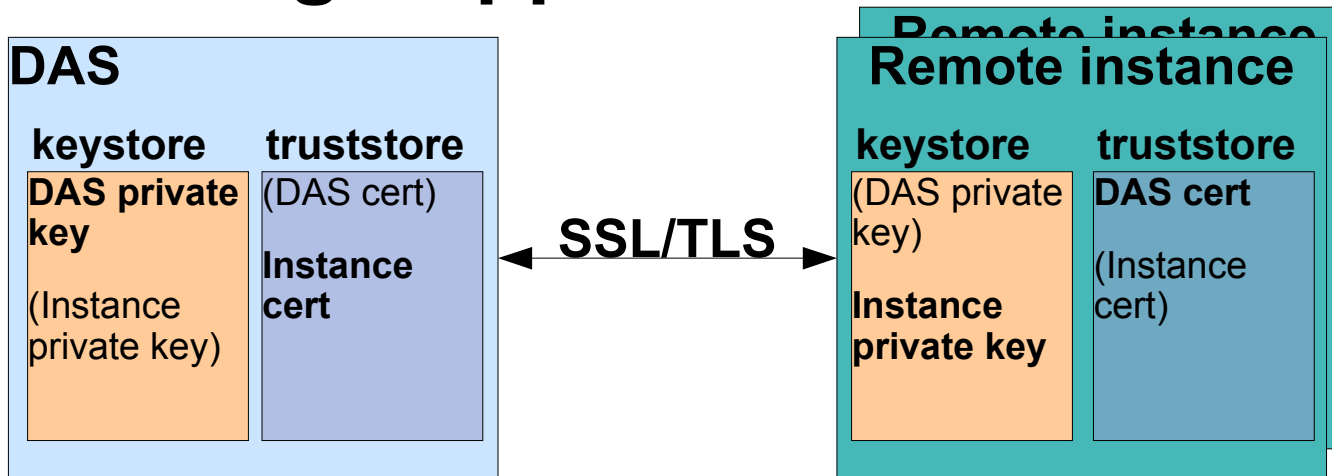 Remote instance
DAS
Remote instance
keystore
truststore
DAS private
key
(Instance
private key)
(DAS cert)
Instance
cert
SSL/TLS
keystore
truststore
(DAS private
key)
Instance
private key
DAS cert
(Instance
cert)